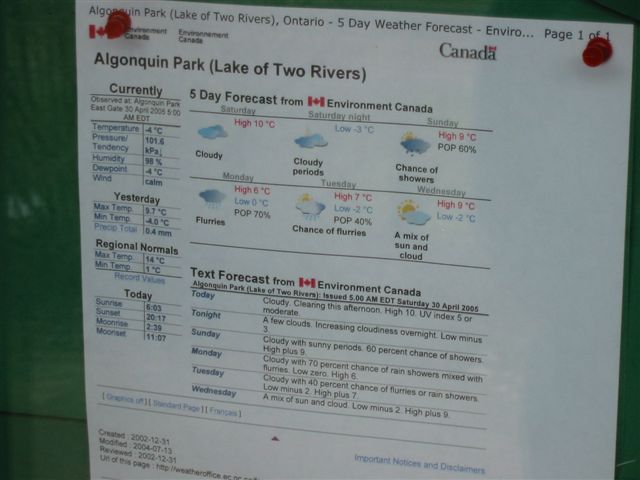 Algonquin Park (Lake of Two Rivers), Ontario - 5 Day Weather Forecast - Enviro... Page 1 of 1
Environment Canada Environnement Canada
Canada
Algonquin Park (Lake of Two Rivers)
Currently
Observed at: Algonquin Park
East Gate 30 April 2005 5:00
AM EDT
Temperature -4 °C
Pressure/ Tendency 101.6 kPa↓
Humidity 98 %
Dewpoint -4 °C
Wind calm
Yesterday
Max Temp. 9.7 °C
Min Temp. -4.0 °C
Precip Total 0.4 mm
Regional Normals
Max Temp. 14 °C
Min Temp. 1 °C
Record Values
Today
Sunrise 6:03
Sunset 20:17
Moonrise 2:39
Moonset 11:07
5 Day Forecast from Environment Canada
Saturday
High 10 °C
Cloudy
Saturday night
Low -3 °C
Cloudy
periods
Sunday
High 9 °C
POP 60%
Chance of
showers
Monday
High 6 °C
Low 0 °C
POP 70%
Flurries
Tuesday
High 7 °C
Low -2 °C
POP 40%
Chance of flurries
Wednesday
High 9 °C
Low -2 °C
A mix of
sun and
cloud
Text Forecast from Environment Canada
Algonquin Park (Lake of Two Rivers): Issued 5.00 AM EDT Saturday 30 April 2005
Today Cloudy. Clearing this afternoon. High 10. UV index 5 or
moderate.
Tonight A few clouds. Increasing cloudiness overnight. Low minus
3.
Sunday Cloudy with sunny periods. 60 percent chance of showers.
High plus 9.
Monday Cloudy with 70 percent chance of rain showers mixed with
flurries. Low zero. High 6.
Tuesday Cloudy with 40 percent chance of flurries or rain showers.
Low minus 2. High plus 7.
Wednesday A mix of sun and cloud. Low minus 2. High plus 9.
[ Graphics off ] [ Standard Page ] [ Français ]
Created : 2002-12-31
Modified : 2004-07-13
Reviewed : 2002-12-31
Url of this page : http://weatheroffice.ec.gc.ca/
Important Notices and Disclaimers